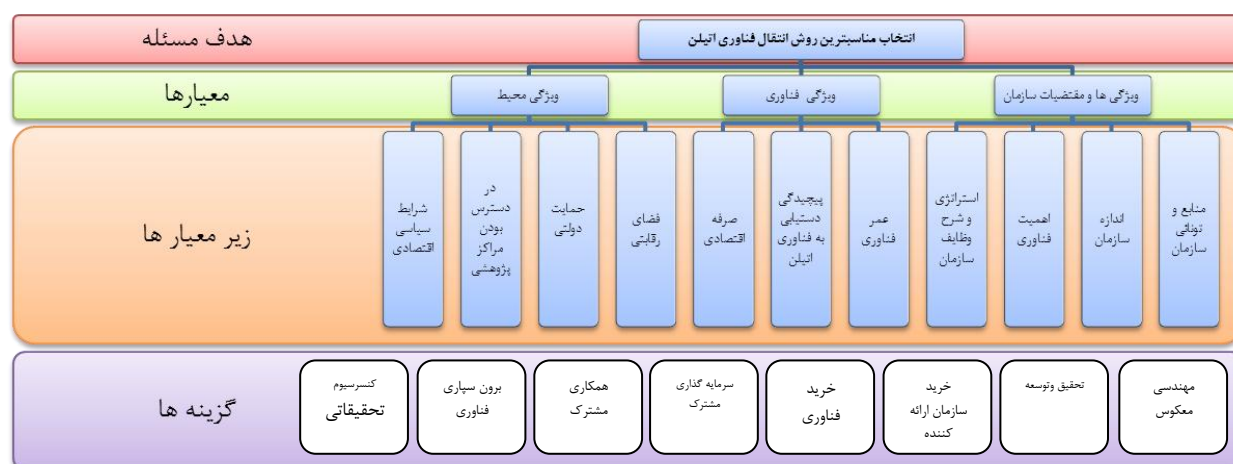 هدف مسئله
انتخاب مناسبترین روش انتقال فناوری اتیلن
معیارها
ویژگی ها و مقتضیات سازمان
ویژگی فناوری
ویژگی محیط
زیر معیار ها
منابع و
توانائی
سازمان
اندازه
سازمان
اهمیت
فناوری
استراتژی
و شرح
وظایف
سازمان
عمر
فناوری
پیچیدگی
دستیابی
به فناوری
اتیلن
صرفه
اقتصادی
فضای
رقابتی
حمایت
دولتی
در
دسترس
بودن
مراکز
پژوهشی
شرایط
سیاسی
اقتصادی
گزینه ها
مهندسی
معکوس
تحقیق وتوسعه
خرید
سازمان ارائه
کننده
خرید
فناوری
سرمایه گذاری
مشترک
همکاری
مشترک
برون سپاری
فناوری
کنسرسیوم
تحقیقاتی